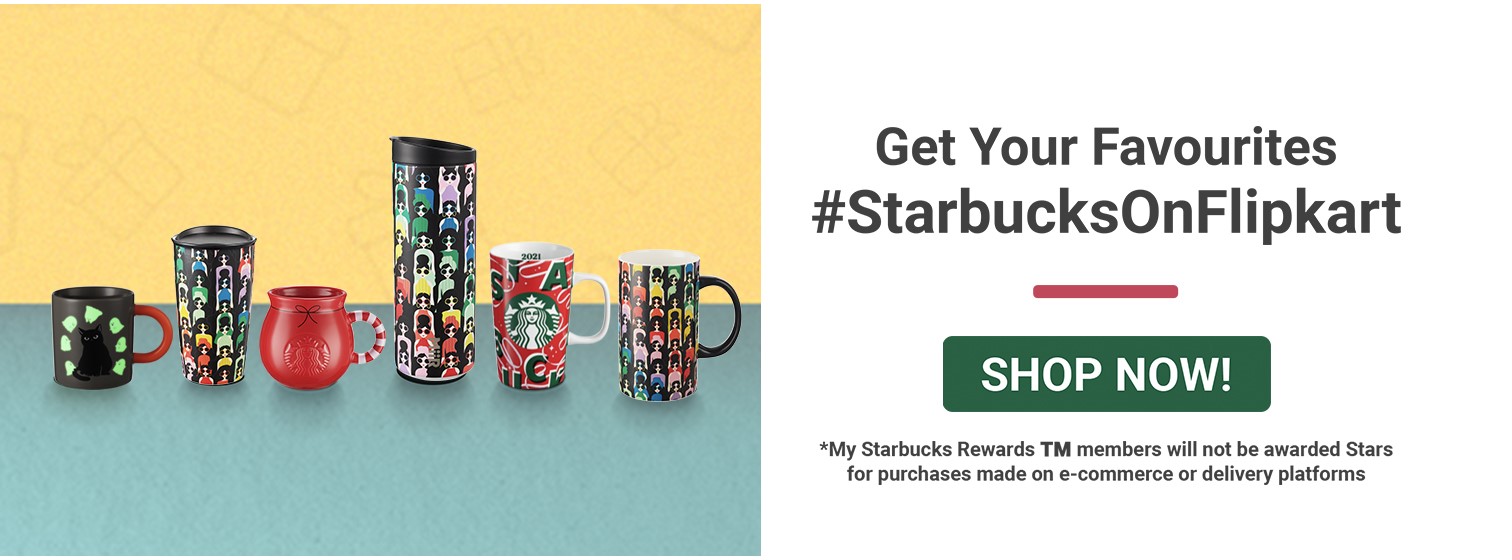 2021
S A
Get Your Favourites
#StarbucksOnFlipkart
SHOP NOW!
*My Starbucks Rewards TM members will not be awarded Stars
for purchases made on e-commerce or delivery platforms